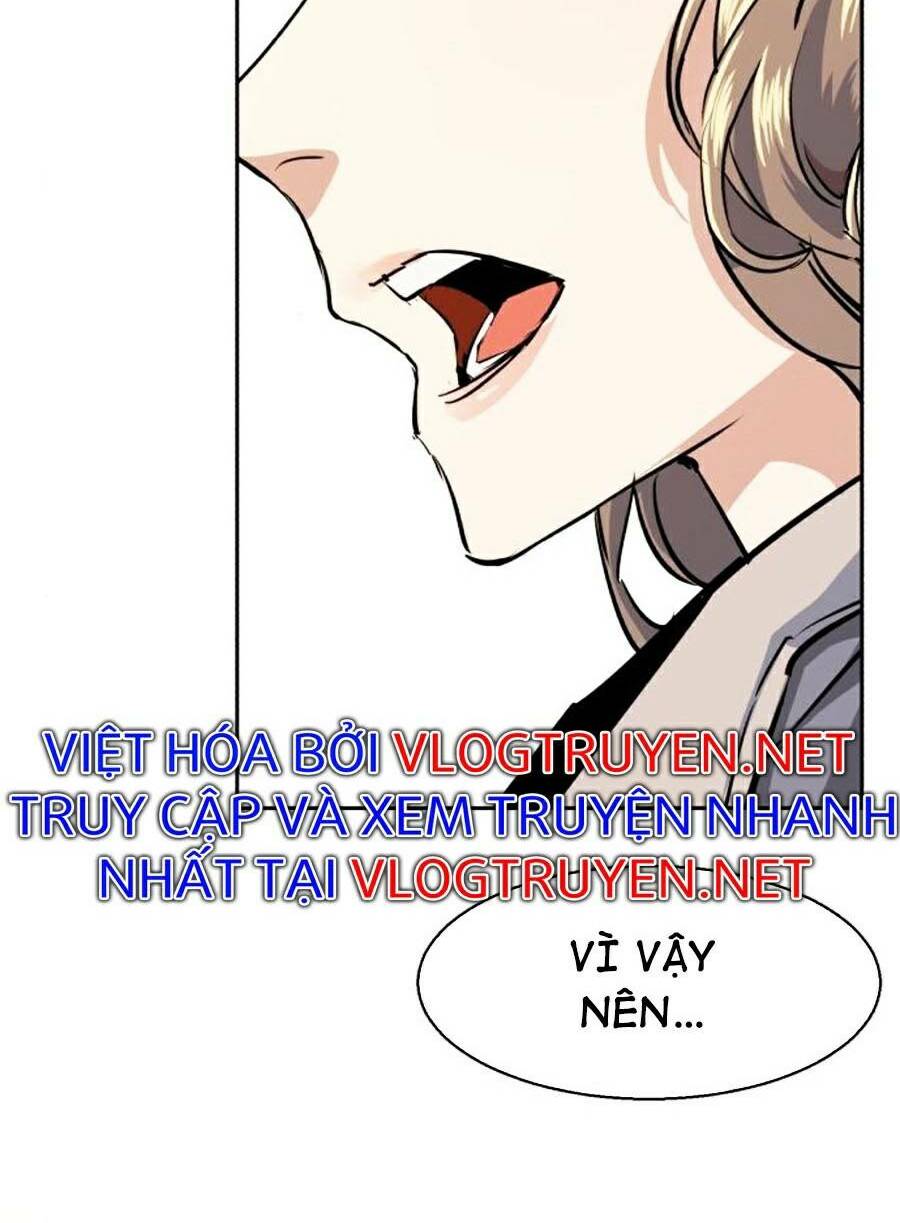 VIỆT HÓA BỞI VLOGTRUYEN.NET
TRUY CẬP VÀ XEM TRUYỆN NHANH
NHẤT TẠI VLOGTRUYEN.NET
VÌ VẬY
NÊN...